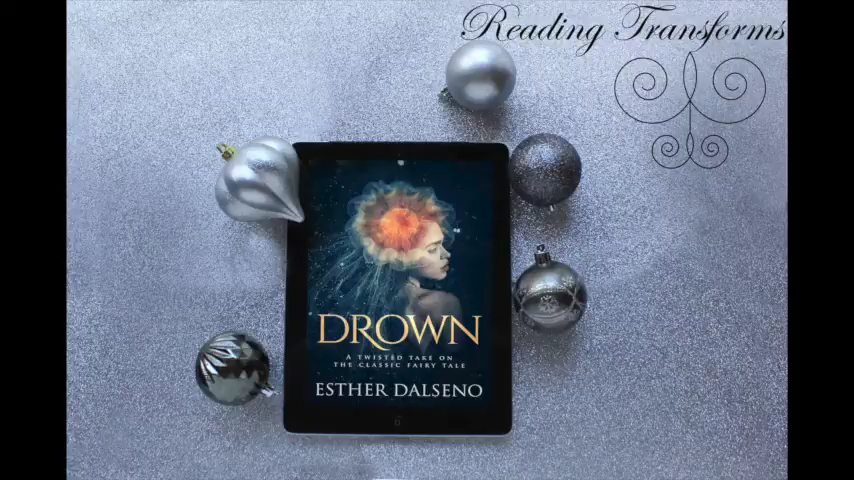 Reading Transforms
DROWN
A TWISTED TAKE ON
THE CLASSIC FAIRY TALE
ESTHER DALSENO